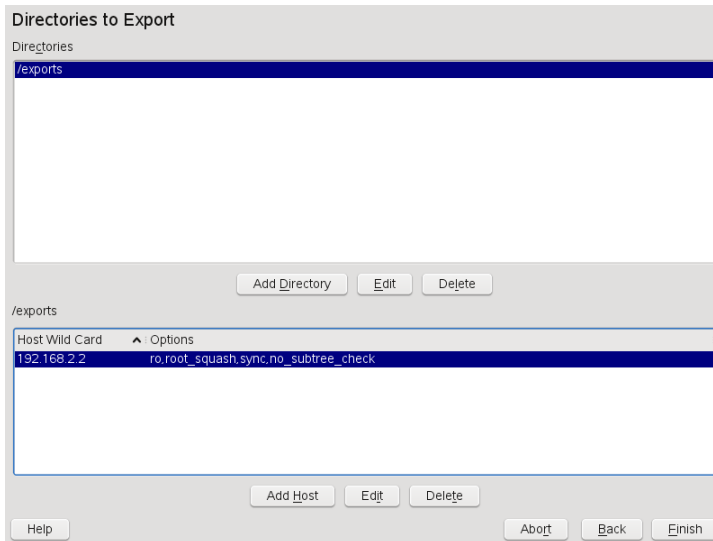 Directories to Export
Directories
/exports
Add Directory Edit Delete
/exports
Host Wild Card Options
192.168.2.2 ro,root_squash,sync,no_subtree_check
Add Host Edit Delete
Help Abort Back Finish